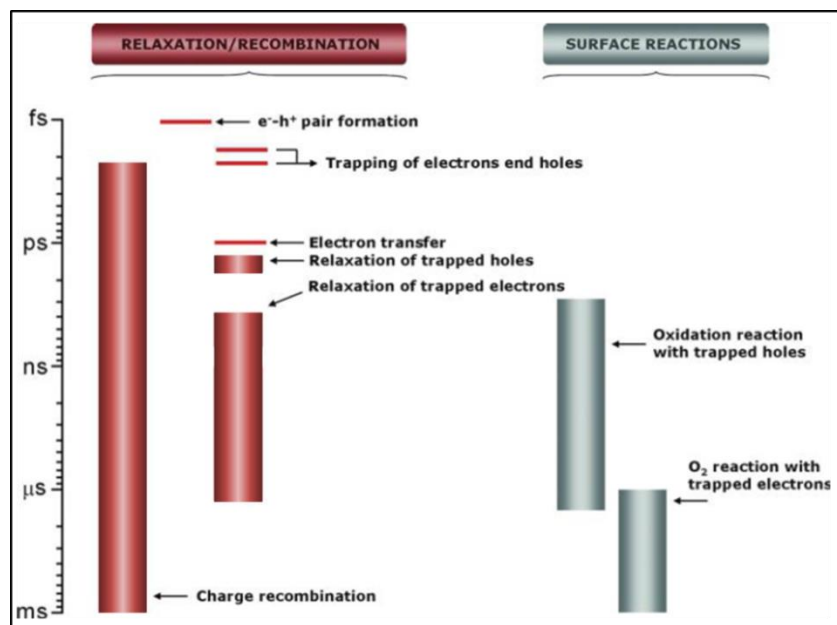 RELAXATION/RECOMBINATION
SURFACE REACTIONS
fs
e⁻-h⁺ pair formation
Trapping of electrons end holes
ps
Electron transfer
Relaxation of trapped holes
Relaxation of trapped electrons
Oxidation reaction
with trapped holes
ns
O₂ reaction with
trapped electrons
μs
Charge recombination
ms